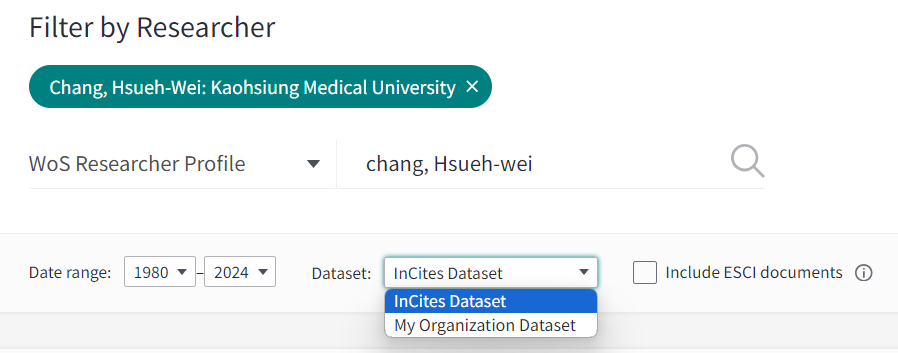 Filter by Researcher
Chang, Hsueh-Wei: Kaohsiung Medical University ×
WoS Researcher Profile chang, Hsueh-wei
Date range: 1980 – 2024 Dataset: InCites Dataset Include ESCI documents
InCites Dataset
My Organization Dataset